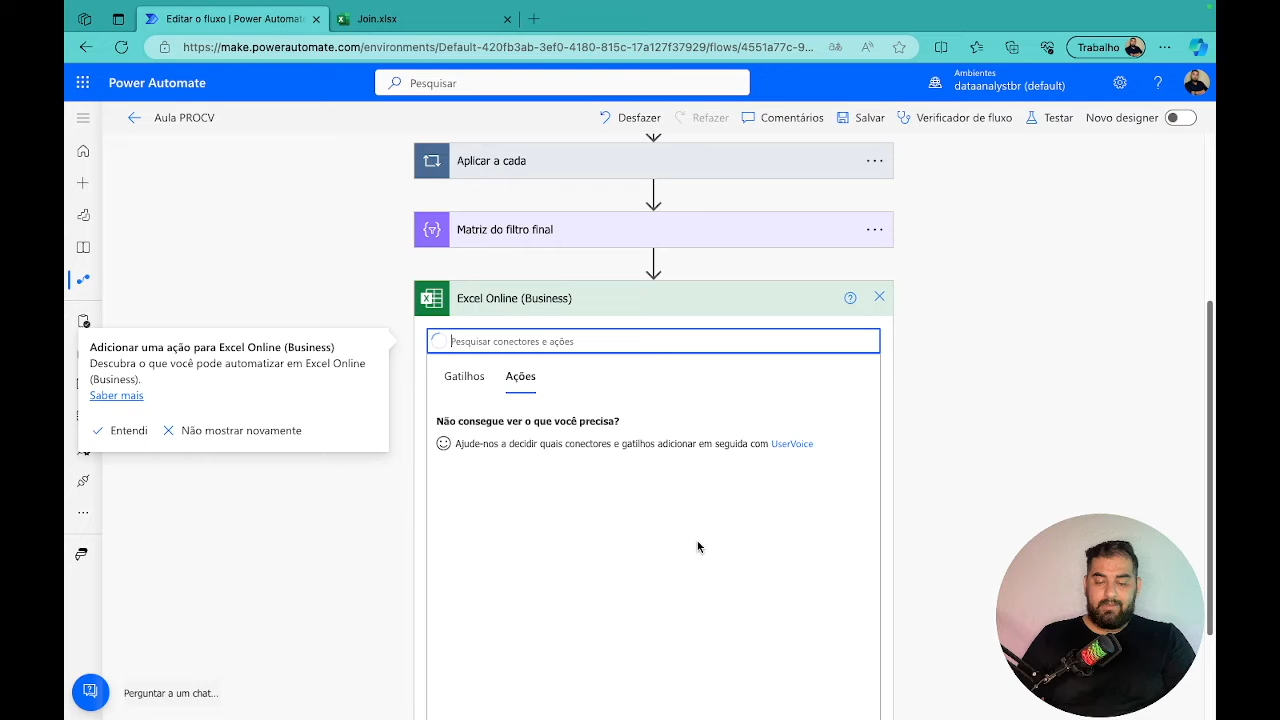 Editar o fluxo | Power Automate
Join.xlsx
https://make.powerautomate.com/environments/Default-420fb3ab-3ef0-4180-815c-17a127f37929/flows/4551a77c-9...
Trabalho
Power Automate
Pesquisar
Ambientes
dataanalystbr (default)
Aula PROCV
Desfazer
Refazer
Comentários
Salvar
Verificador de fluxo
Testar
Novo designer
Aplicar a cada
Matriz do filtro final
Excel Online (Business)
Pesquisar conectores e ações
Gatilhos
Ações
Não consegue ver o que você precisa?
Ajude-nos a decidir quais conectores e gatilhos adicionar em seguida com UserVoice
Adicionar uma ação para Excel Online (Business)
Descubra o que você pode automatizar em Excel Online
(Business).
Saber mais
Entendi
Não mostrar novamente
Perguntar a um chat...